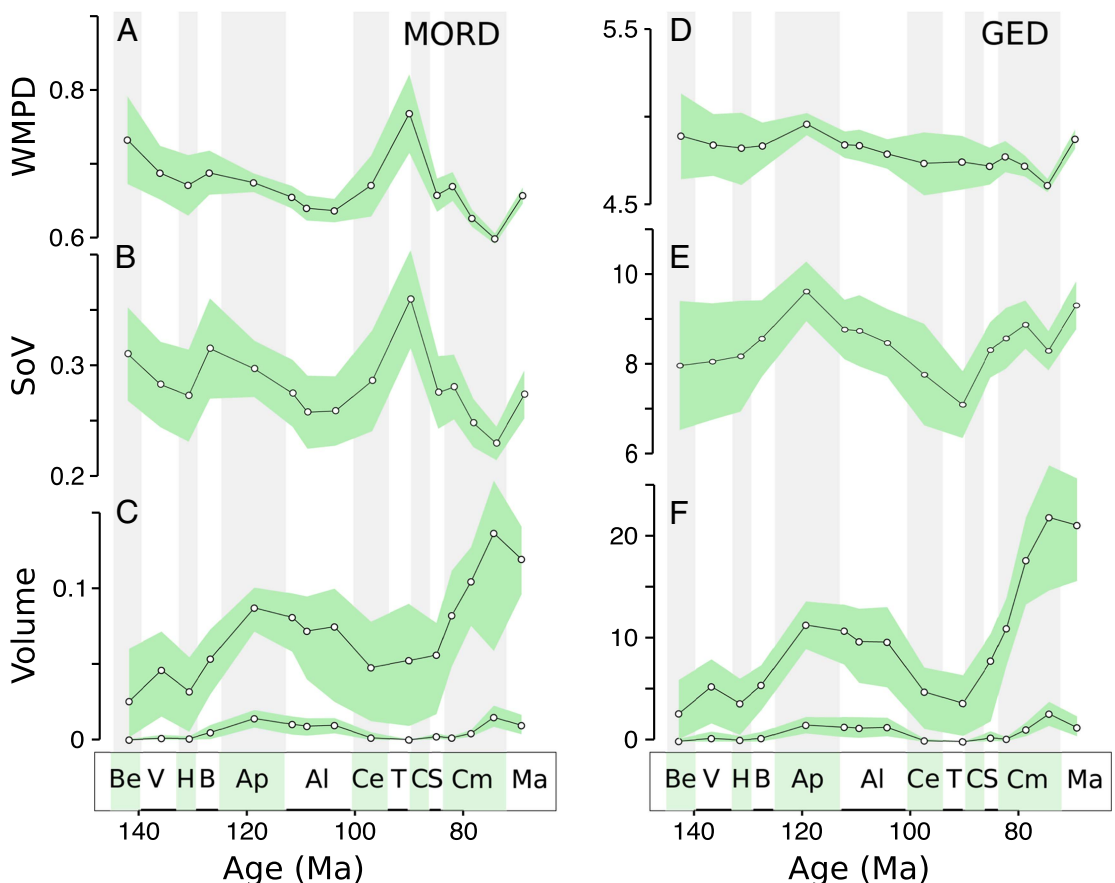 A MORD
WMPD
0.8
0.6
B
SoV
0.3
0.2
C
Volume
0.1
0
Be V H B Ap Al Ce T C S Cm Ma
140 120 100 80
Age (Ma)
D GED
5.5
4.5
E
10
8
6
F
20
10
0
Be V H B Ap Al Ce T C S Cm Ma
140 120 100 80
Age (Ma)